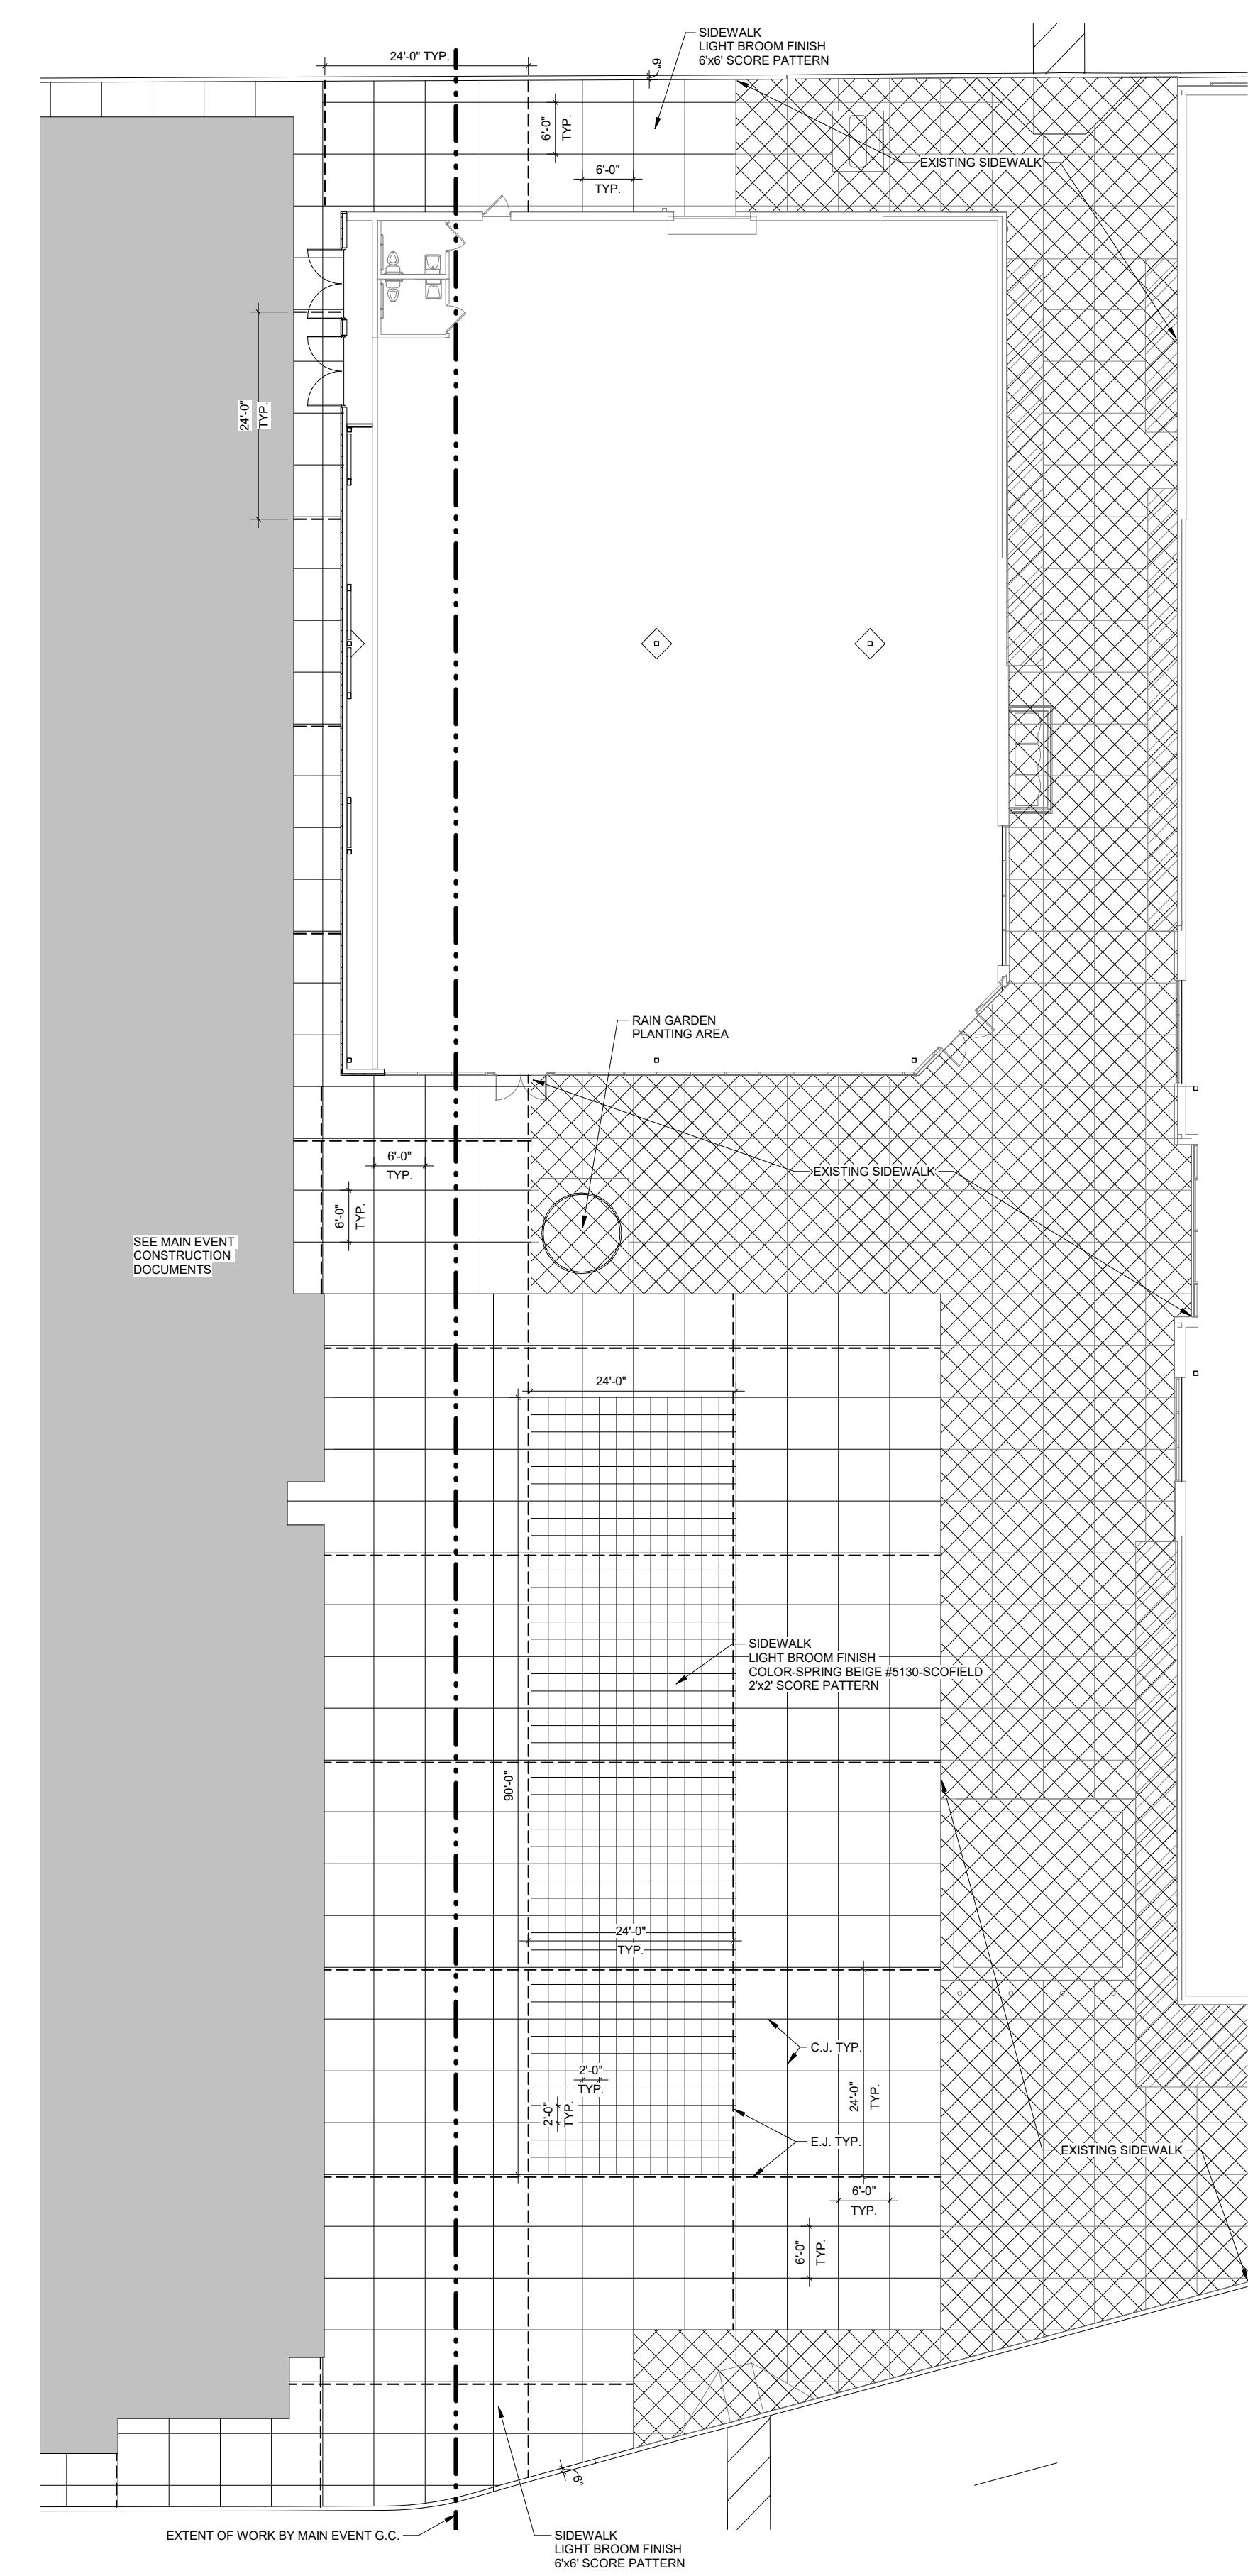 SIDEWALK
LIGHT BROOM FINISH
6'x6' SCORE PATTERN
24'-0" TYP.
6"
6'-0"
TYP.
6'-0"
TYP.
EXISTING SIDEWALK
24'-0"
TYP.
RAIN GARDEN
PLANTING AREA
6'-0"
TYP.
EXISTING SIDEWALK
6'-0"
TYP.
SEE MAIN EVENT
CONSTRUCTION
DOCUMENTS
24'-0"
SIDEWALK
LIGHT BROOM FINISH
COLOR-SPRING BEIGE #5130-SCOFIELD
2'x2' SCORE PATTERN
90'-0"
24'-0"
TYP.
C.J. TYP.
2'-0"
TYP.
24'-0"
TYP.
2'-0"
TYP.
E.J. TYP.
EXISTING SIDEWALK
6'-0"
TYP.
6'-0"
TYP.
6"
EXTENT OF WORK BY MAIN EVENT G.C.
SIDEWALK
LIGHT BROOM FINISH
6'x6' SCORE PATTERN